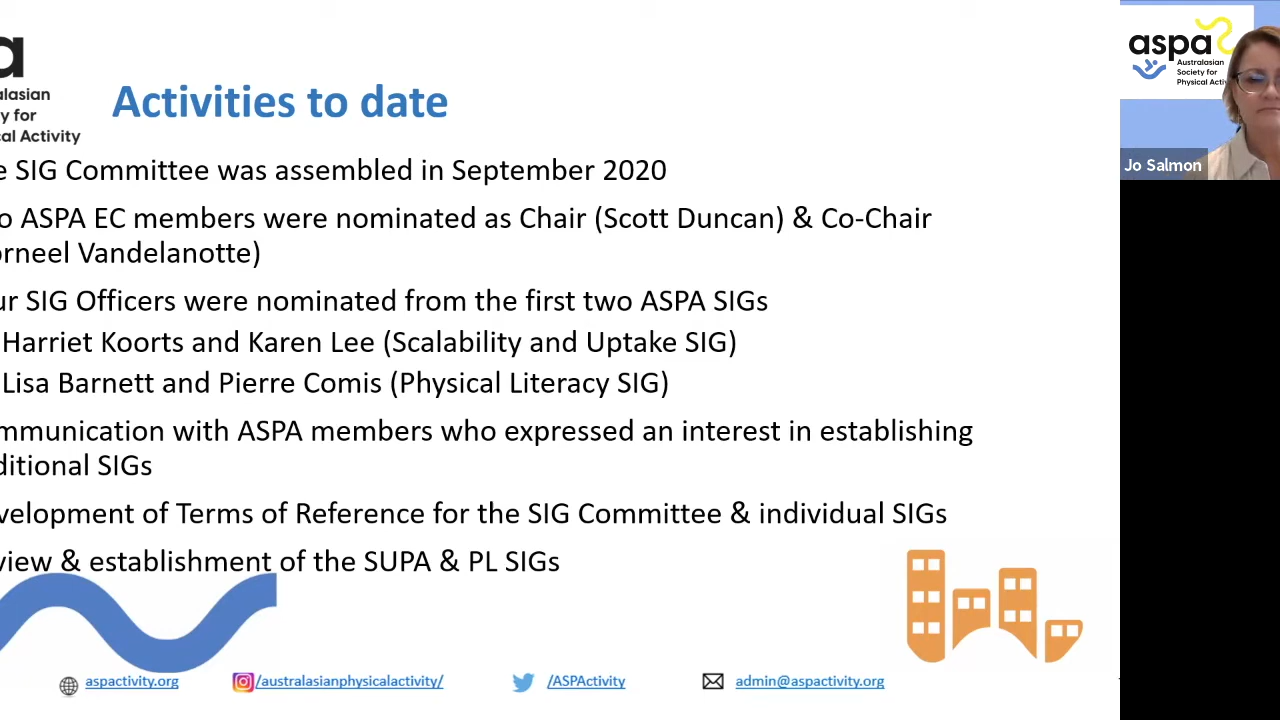 a
alasian
y for
cal Activity
Activities to date
e SIG Committee was assembled in September 2020
o ASPA EC members were nominated as Chair (Scott Duncan) & Co-Chair
orneel Vandelanotte)
ur SIG Officers were nominated from the first two ASPA SIGs
Harriet Koorts and Karen Lee (Scalability and Uptake SIG)
Lisa Barnett and Pierre Comis (Physical Literacy SIG)
mmunication with ASPA members who expressed an interest in establishing
ditional SIGs
velopment of Terms of Reference for the SIG Committee & individual SIGs
view & establishment of the SUPA & PL SIGs
aspactivity.org
/australasianphysicalactivity/
/ASPActivity
admin@aspactivity.org
aspa
Australasian
Society for
Physical Activ
Jo Salmon